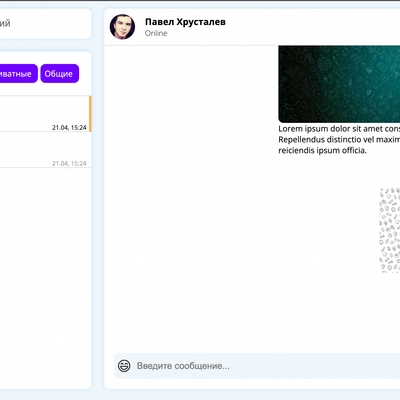 ий
иватные
Общие
21.04, 15:24
21.04, 15:24
Павел Хрусталев
Online
Lorem ipsum dolor sit amet cons
Repellendus distinctio vel maxim
reiciendis ipsum officia.
Введите сообщение...